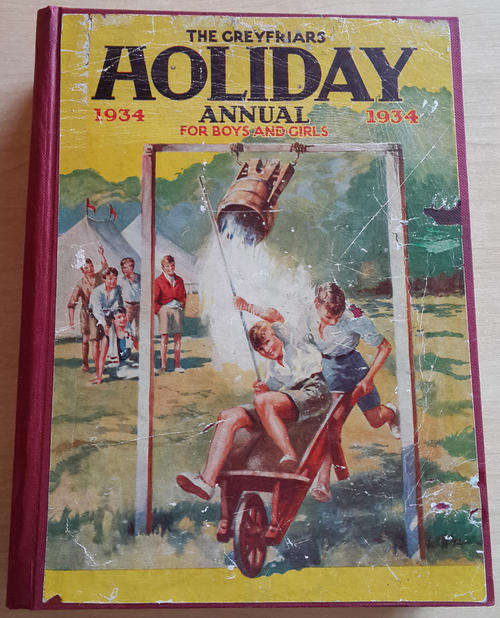 THE GREYFRIARS
HOLIDAY
1934 ANNUAL 1934
FOR BOYS AND GIRLS